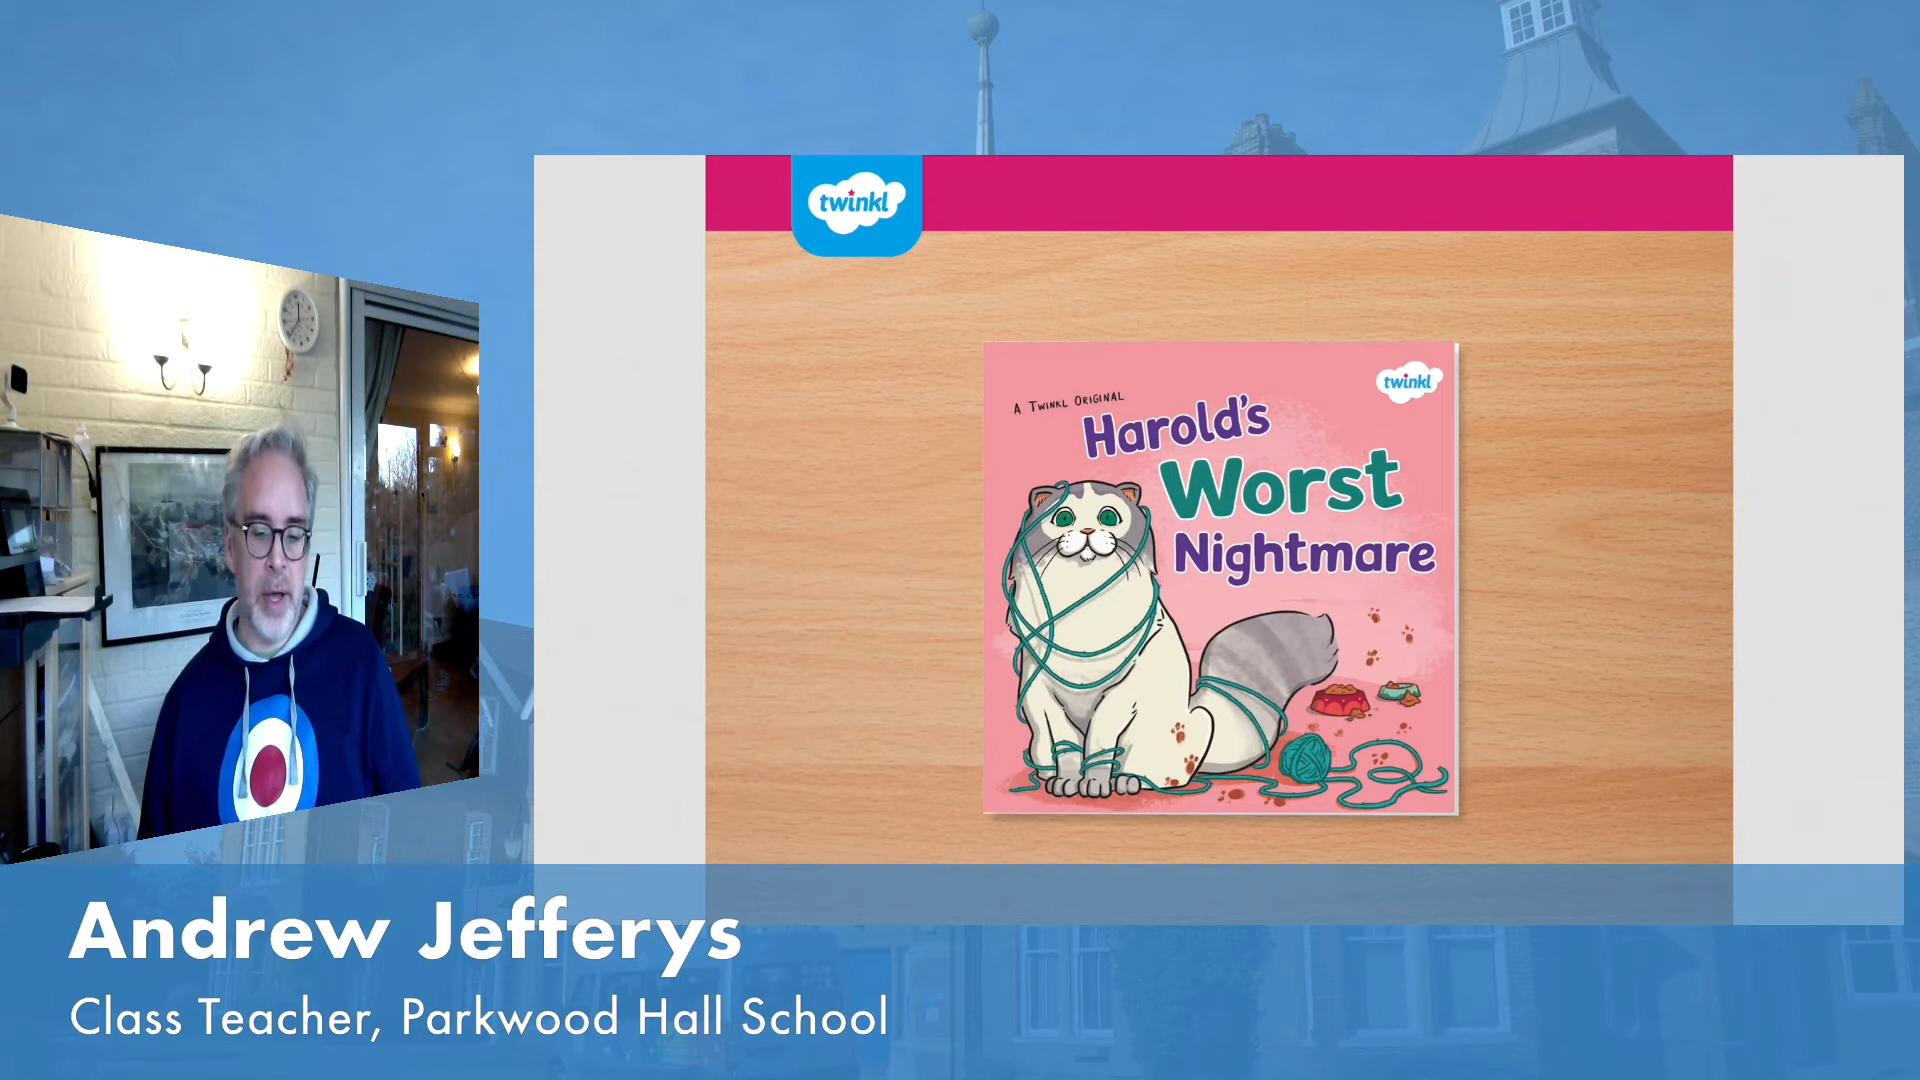 twinkl
twinkl
A Twinkl Original
Harold's
Worst
Nightmare
Andrew Jefferys
Class Teacher, Parkwood Hall School